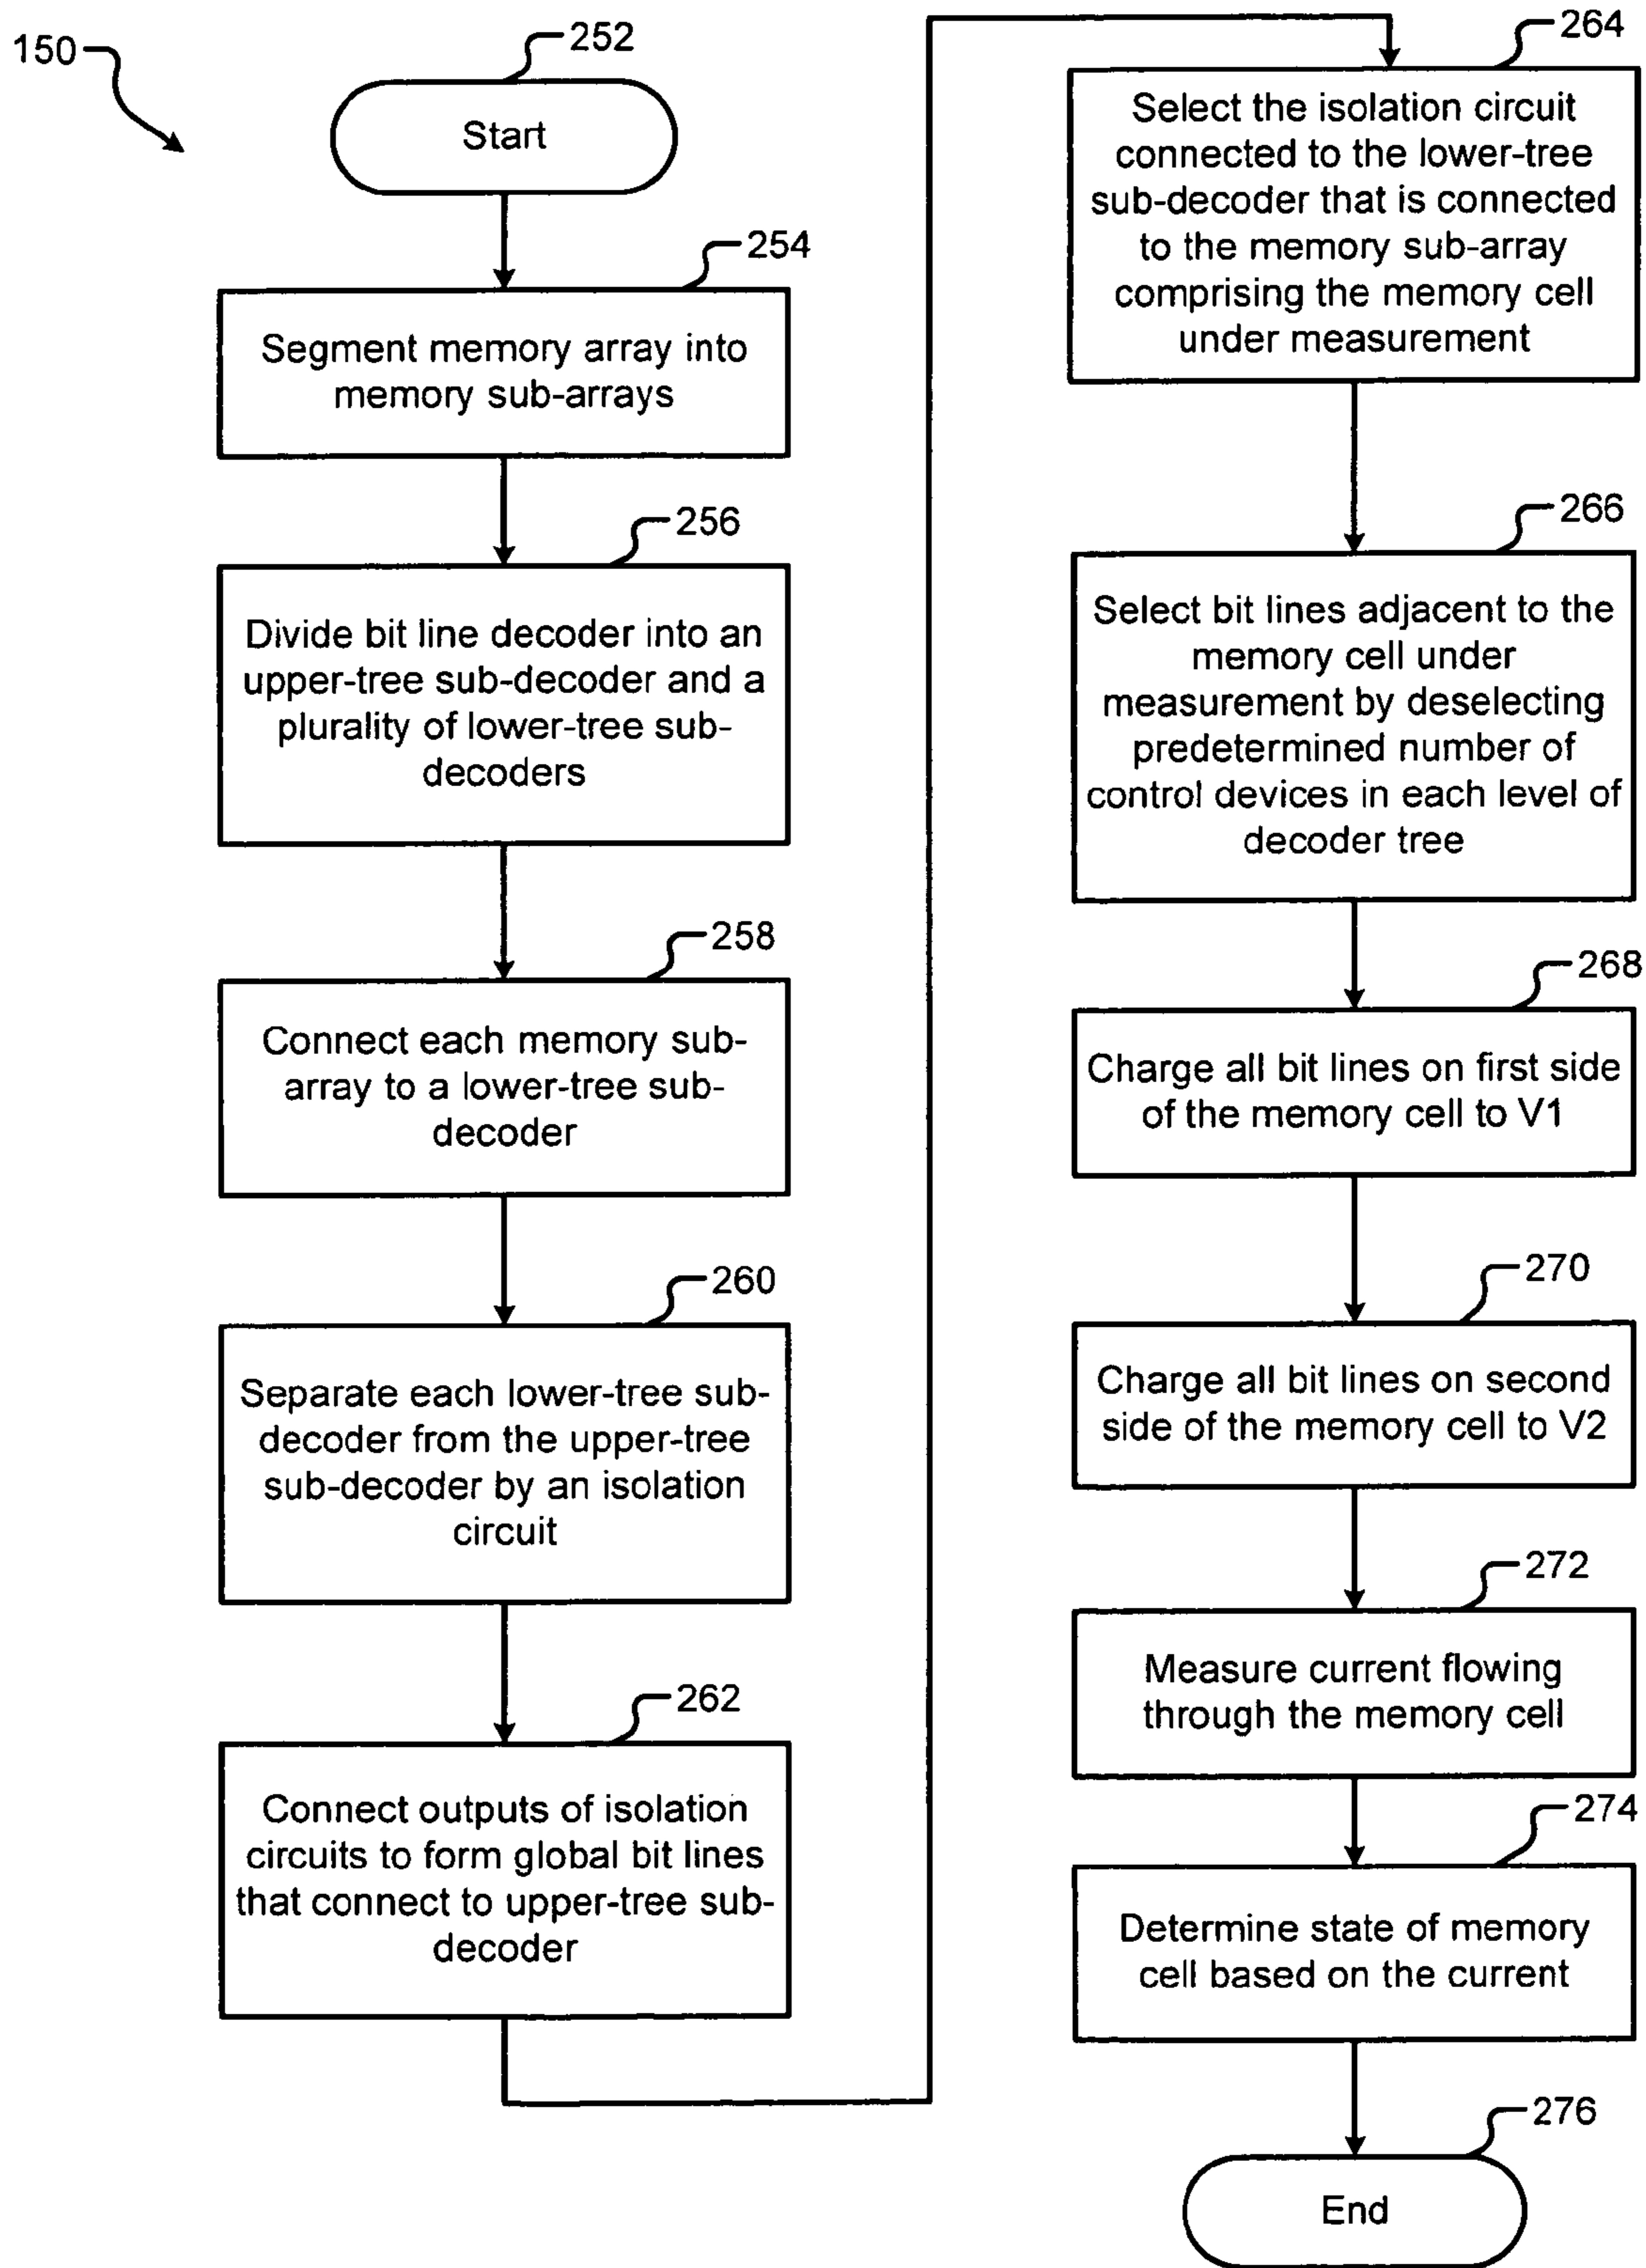 150
252
Start
254
Segment memory array into
memory sub-arrays
256
Divide bit line decoder into an
upper-tree sub-decoder and a
plurality of lower-tree sub-
decoders
258
Connect each memory sub-
array to a lower-tree sub-
decoder
260
Separate each lower-tree sub-
decoder from the upper-tree
sub-decoder by an isolation
circuit
262
Connect outputs of isolation
circuits to form global bit lines
that connect to upper-tree sub-
decoder
264
Select the isolation circuit
connected to the lower-tree
sub-decoder that is connected
to the memory sub-array
comprising the memory cell
under measurement
266
Select bit lines adjacent to the
memory cell under
measurement by deselecting
predetermined number of
control devices in each level of
decoder tree
268
Charge all bit lines on first side
of the memory cell to V1
270
Charge all bit lines on second
side of the memory cell to V2
272
Measure current flowing
through the memory cell
274
Determine state of memory
cell based on the current
276
End